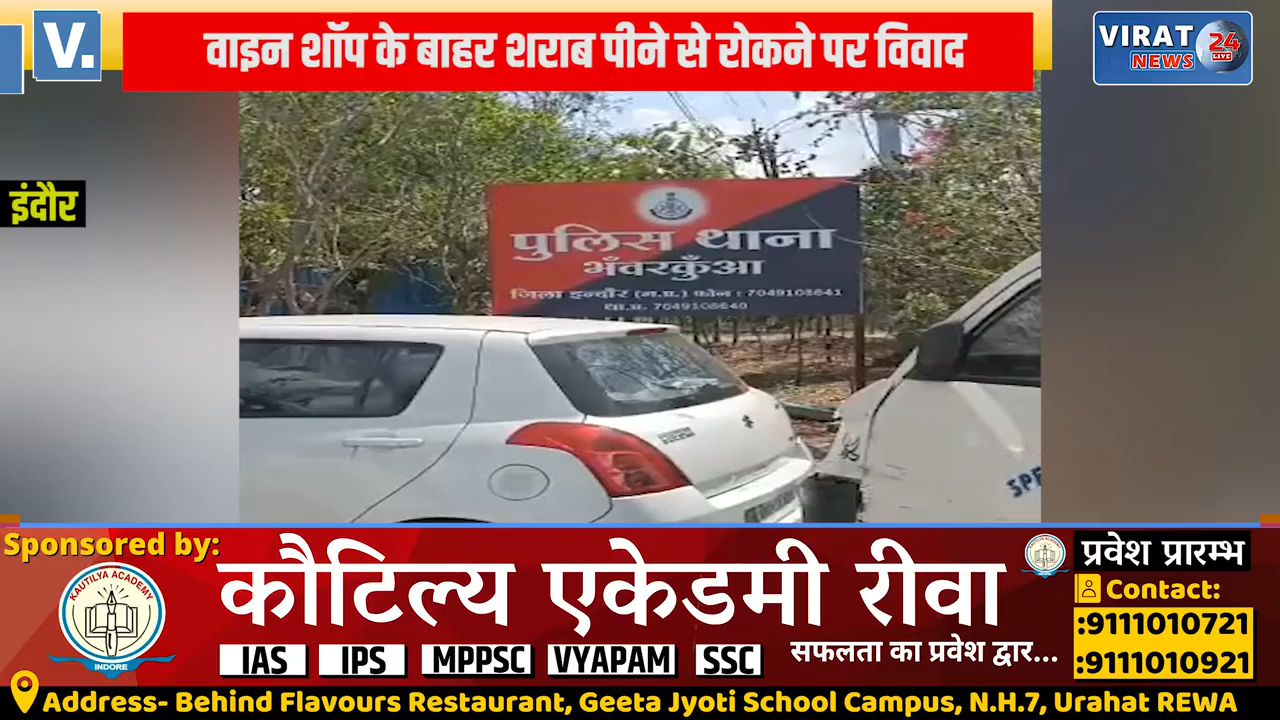 V.
वाइन शॉप के बाहर शराब पीने से रोकने पर विवाद
VIRAT
NEWS
24
LIVE
इंदौर
पुलिस थाना
भँवरकुँआ
जिला इन्दौर (म.प्र.) फोन : 7049108641
था.प्र. 7049108640
SPE
Sponsored by:
KAUTILYA ACADEMY
INDORE
कौटिल्य एकेडमी रीवा
IAS IPS MPPSC VYAPAM SSC
सफलता का प्रवेश द्वार...
प्रवेश प्रारम्भ
Contact:
:9111010721
:9111010921
Address- Behind Flavours Restaurant, Geeta Jyoti School Campus, N.H.7, Urahat REWA